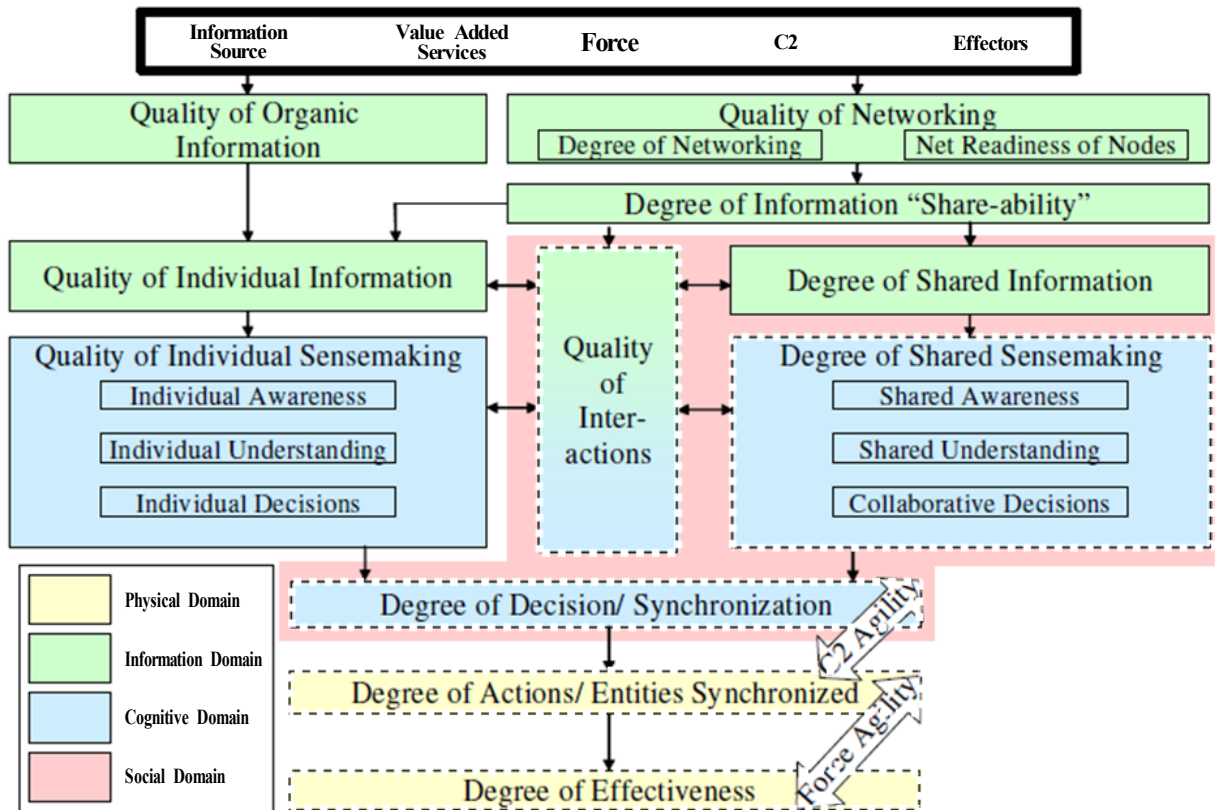 Information
Source
Value Added
Services
Force
C2
Effectors
Quality of Organic
Information
Quality of Networking
Degree of Networking
Net Readiness of Nodes
Degree of Information “Share-ability”
Quality of Individual Information
Quality
of
Inter-
actions
Degree of Shared Information
Quality of Individual Sensemaking
Individual Awareness
Individual Understanding
Individual Decisions
Degree of Shared Sensemaking
Shared Awareness
Shared Understanding
Collaborative Decisions
Degree of Decision/ Synchronization
C2 Agility
Degree of Actions/ Entities Synchronized
Force Agility
Degree of Effectiveness
Physical Domain
Information Domain
Cognitive Domain
Social Domain